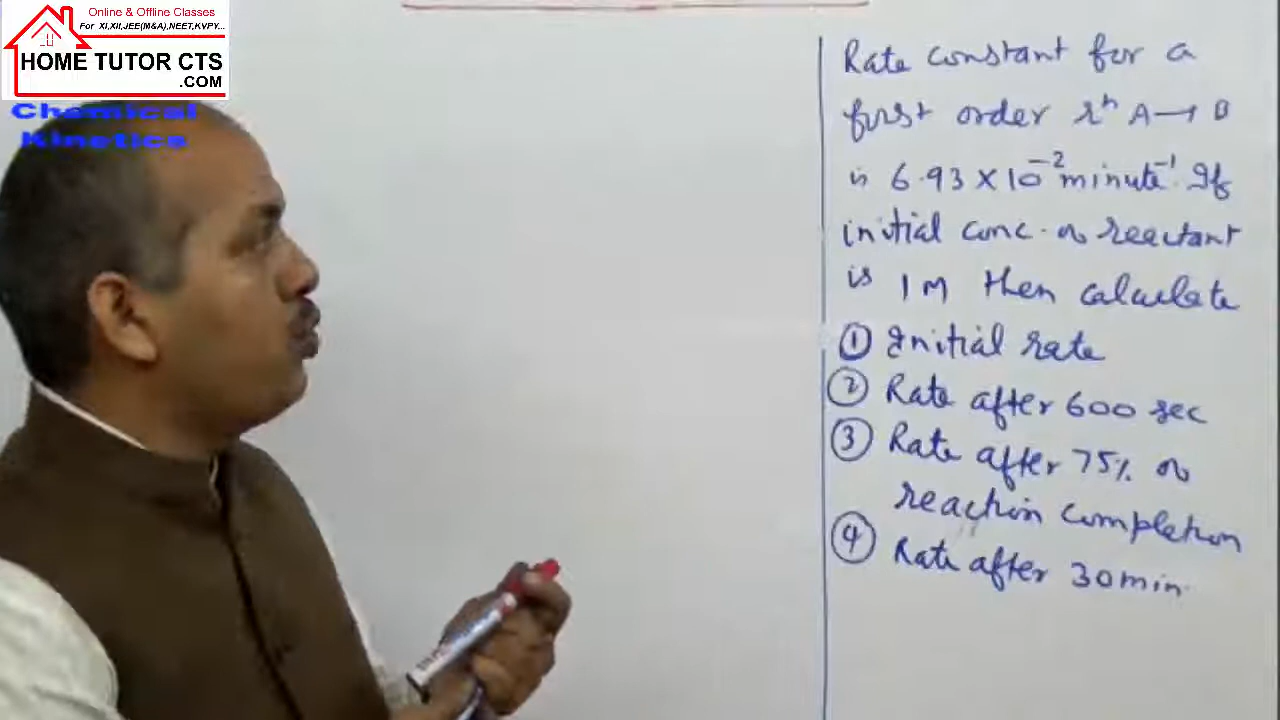 Online & Offline Classes
For XI,XII,JEE(M&A),NEET,KVPY...
HOME TUTOR CTS
.COM
Chemical
Kinetics
Rate constant for a
first order rxn A→B
is 6.93×10⁻² minute⁻¹. If
initial conc. of reactant
is 1M then calculate
① Initial rate
② Rate after 600 sec
③ Rate after 75% of
reaction completion
④ Rate after 30min.